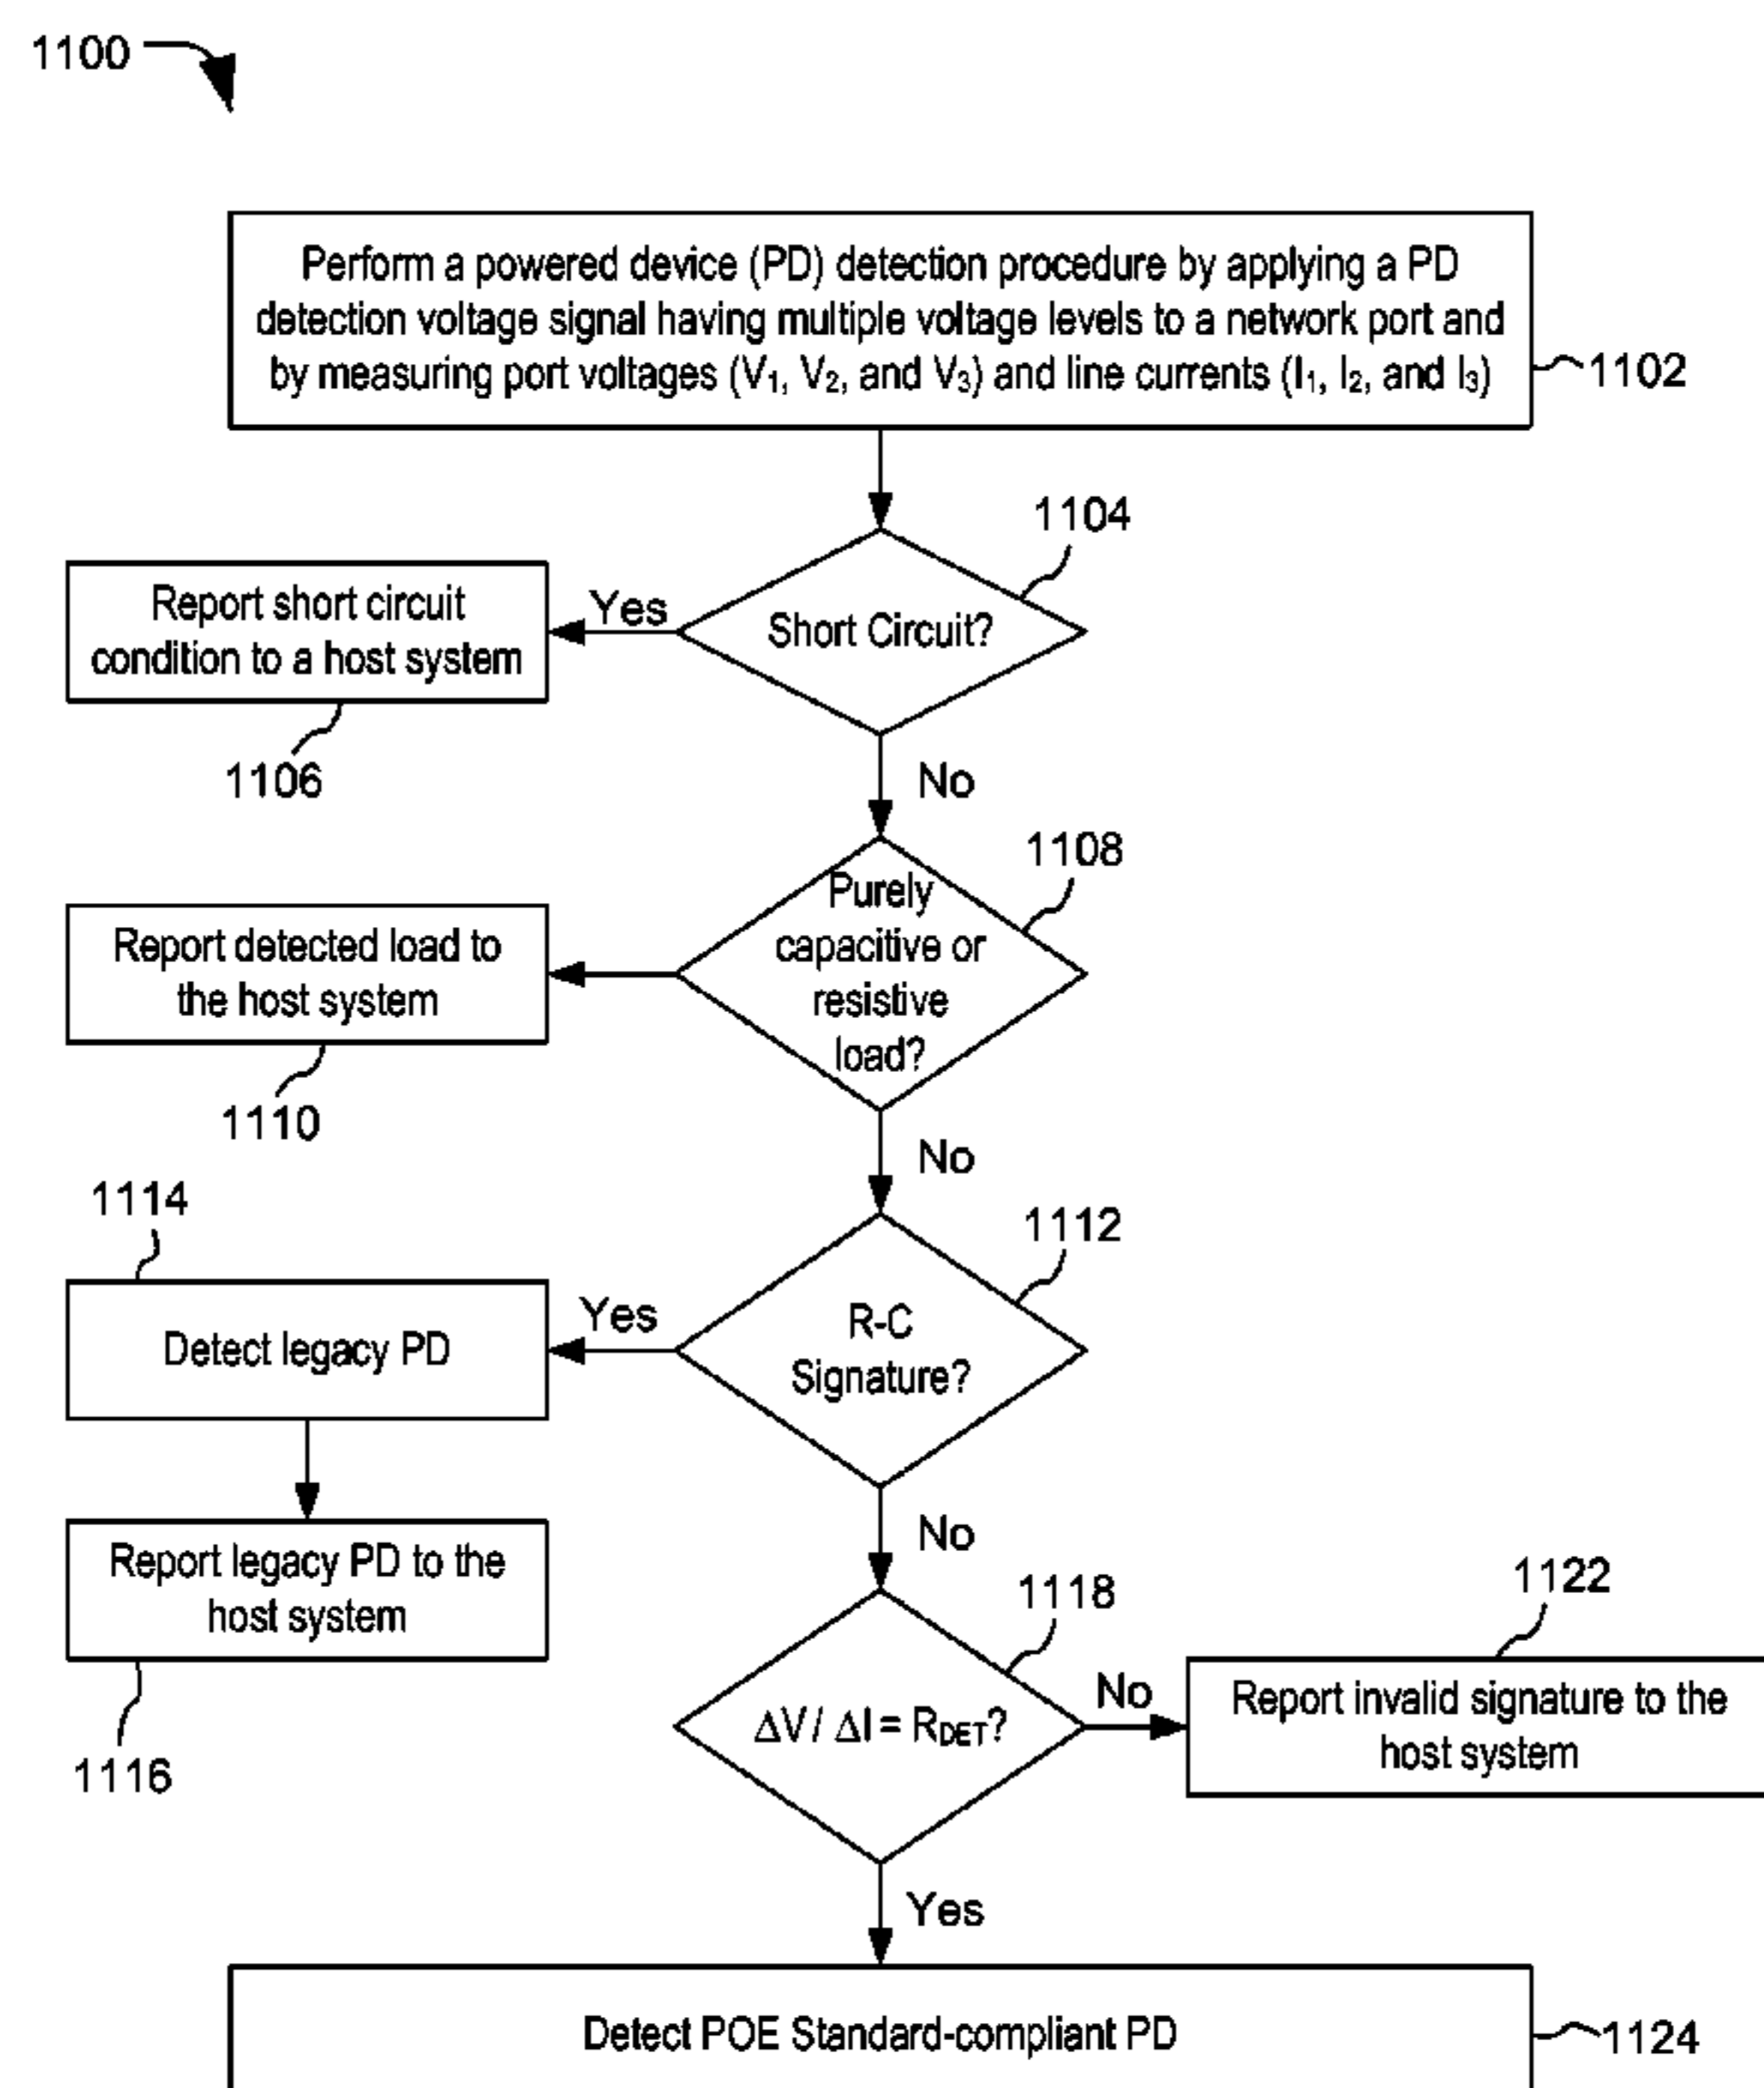 1100
Perform a powered device (PD) detection procedure by applying a PD
detection voltage signal having multiple voltage levels to a network port and
by measuring port voltages (V₁, V₂, and V₃) and line currents (I₁, I₂, and I₃)
1102
1104
Short Circuit?
Yes
Report short circuit
condition to a host system
1106
No
1108
Purely
capacitive or
resistive
load?
Report detected load to
the host system
1110
No
1112
R-C
Signature?
Yes
1114
Detect legacy PD
Report legacy PD to the
host system
1116
No
1118
ΔV / ΔI = R_DET?
No
1122
Report invalid signature to the
host system
Yes
Detect POE Standard-compliant PD
1124